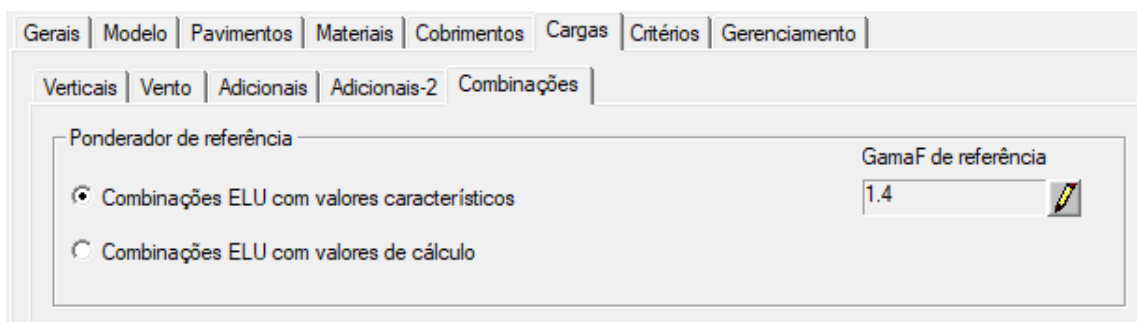 Gerais Modelo Pavimentos Materiais Cobrimentos Cargas Critérios Gerenciamento
Verticais Vento Adicionais Adicionais-2 Combinações
Ponderador de referência
GamaF de referência
Combinações ELU com valores característicos
1.4
Combinações ELU com valores de cálculo